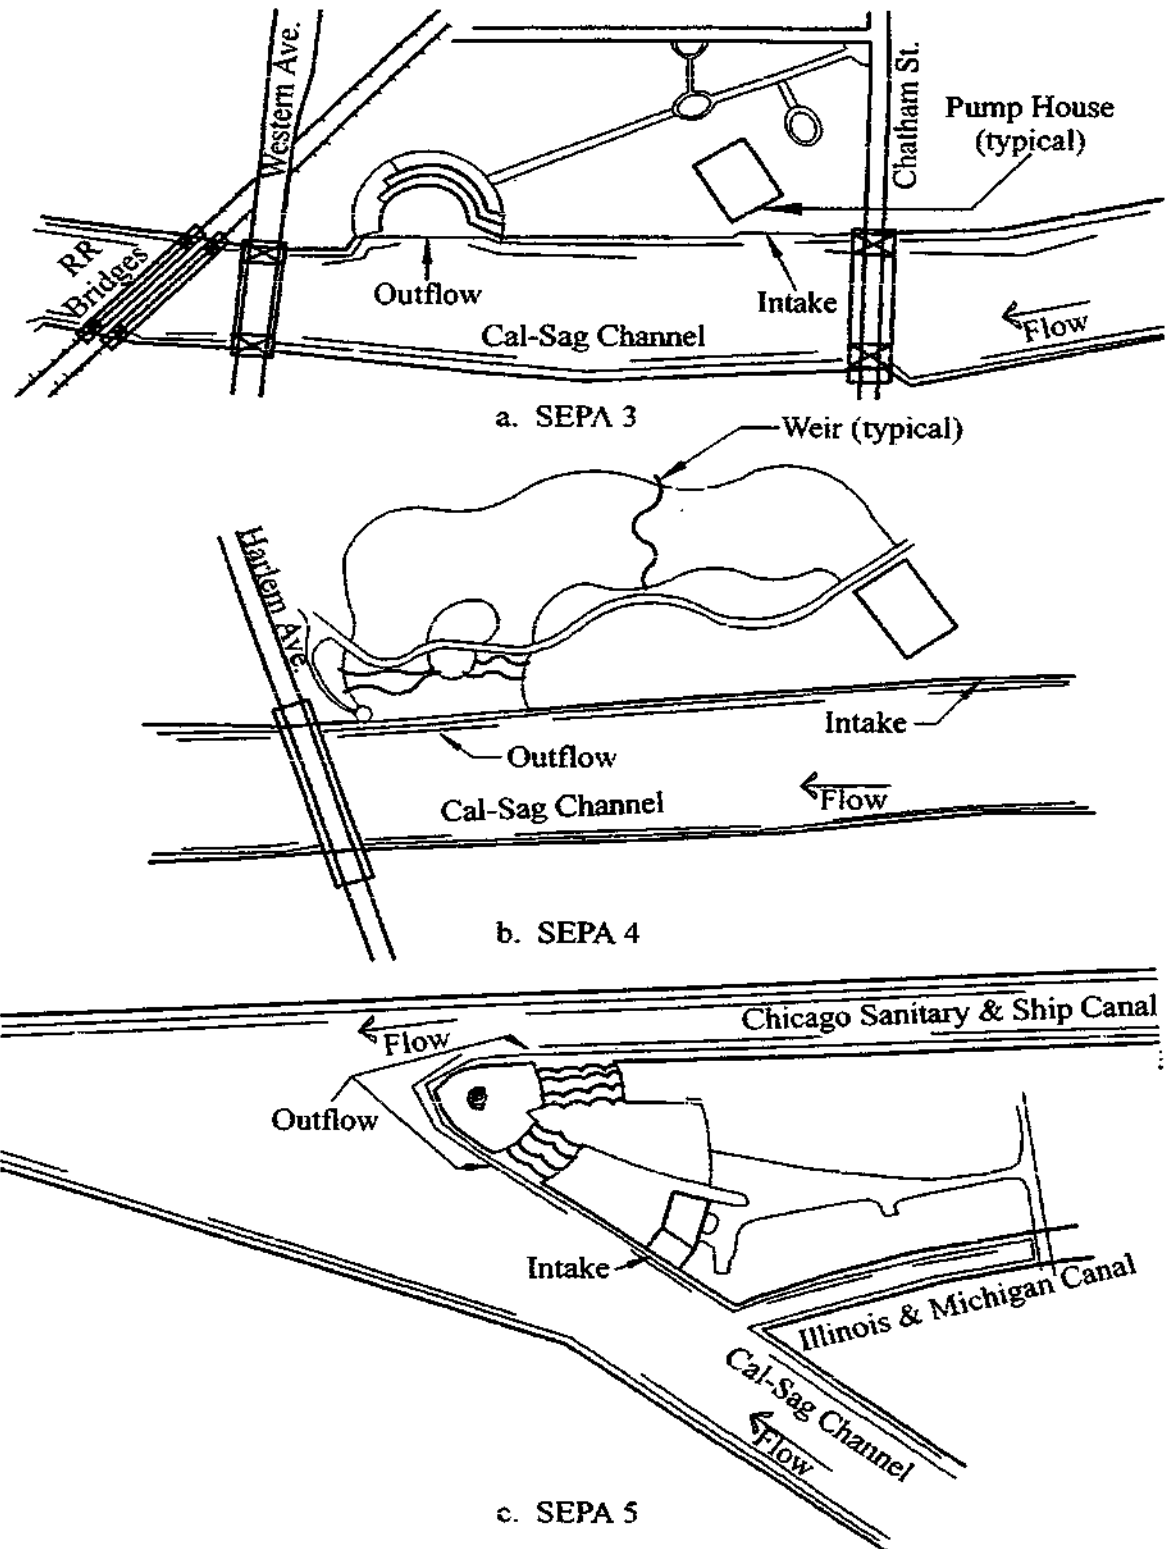 Western Ave.
Chatham St.
Pump House
(typical)
RR
Bridges
Outflow
Intake
Flow
Cal-Sag Channel
a. SEPA 3
Weir (typical)
Harlem Ave.
Intake
Outflow
Flow
Cal-Sag Channel
b. SEPA 4
Chicago Sanitary & Ship Canal
Flow
Outflow
Intake
Illinois & Michigan Canal
Cal-Sag Channel
Flow
c. SEPA 5